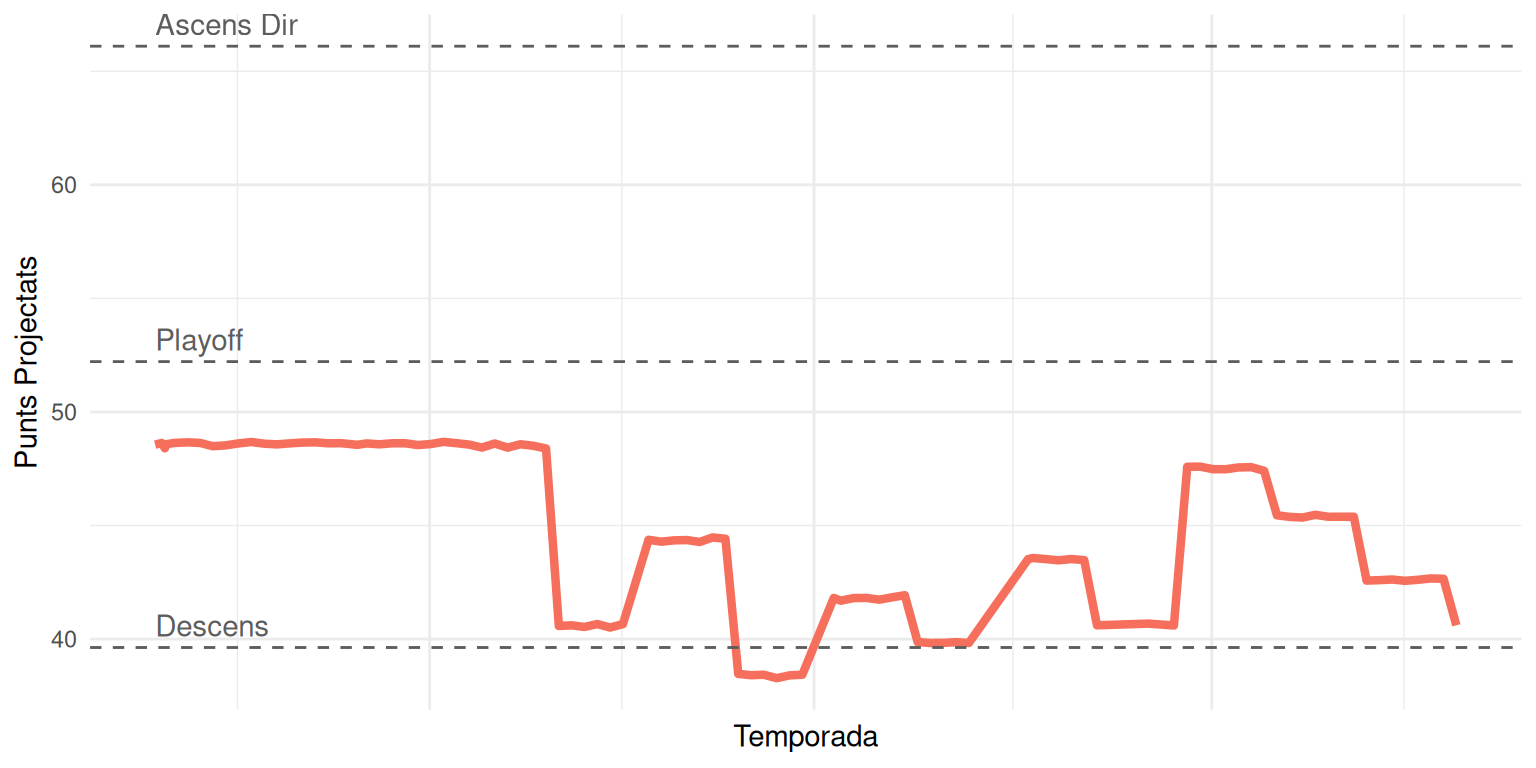 Ascens Dir
60
Playoff
50
Descens
40
Punts Projectats
Temporada